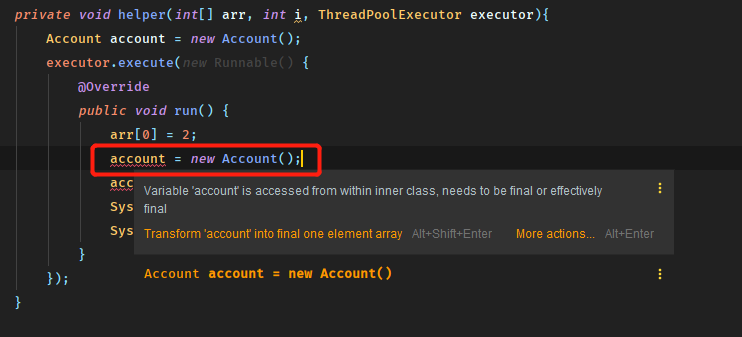 private void helper(int[] arr, int i, ThreadPoolExecutor executor){
Account account = new Account();
executor.execute(new Runnable() {
@Override
public void run() {
arr[0] = 2;
account = new Account();
acc
Variable 'account' is accessed from within inner class, needs to be final or effectively
final
Sys
Transform 'account' into final one element array Alt+Shift+Enter More actions... Alt+Enter
Sys
}
Account account = new Account()
});
}